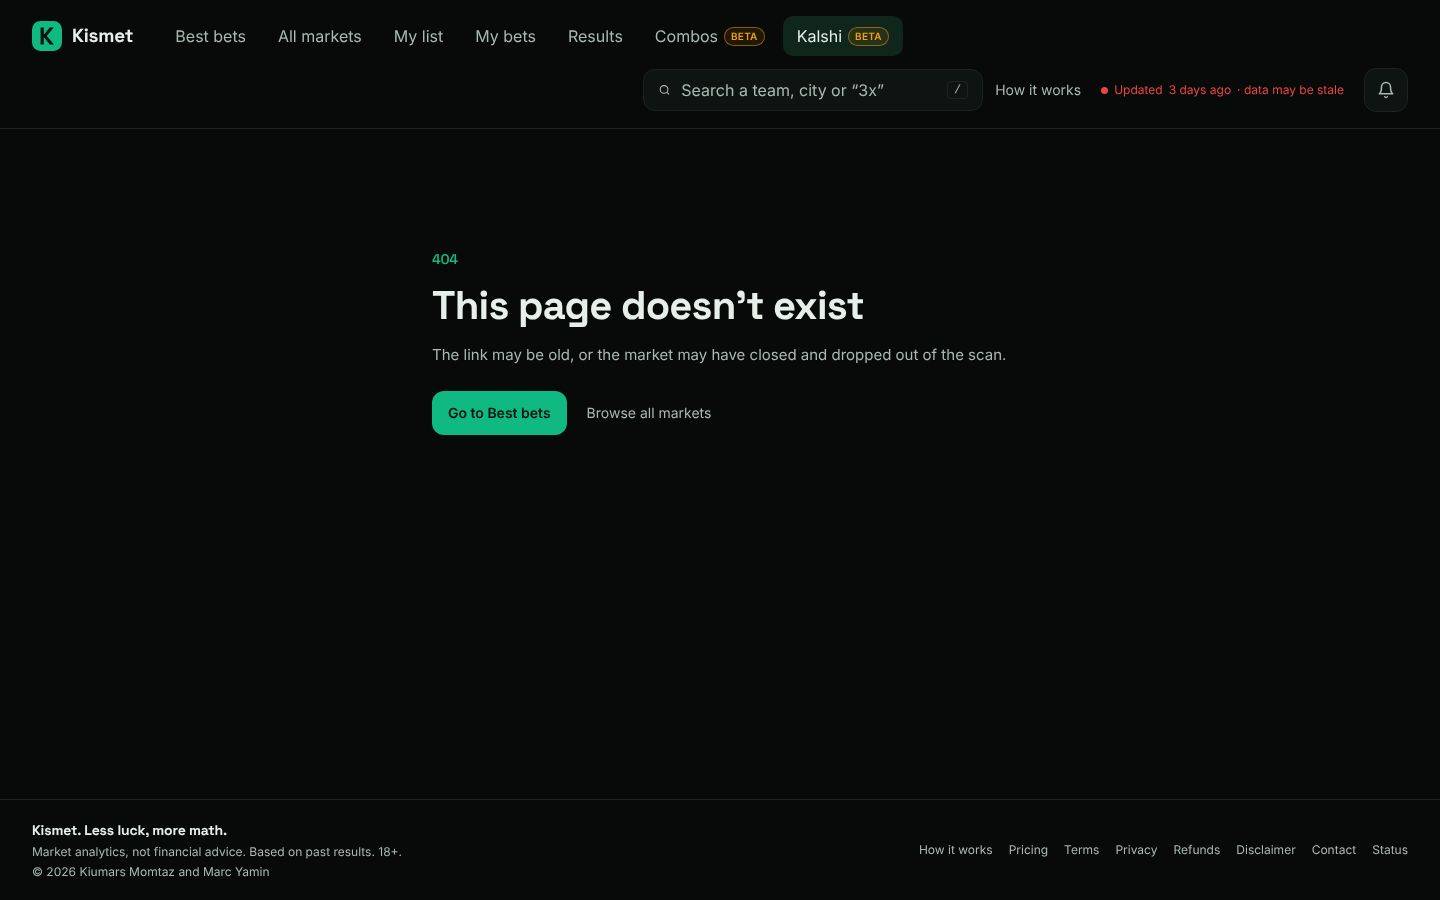 K Kismet Best bets All markets My list My bets Results Combos BETA Kalshi BETA
Search a team, city or “3x” / How it works Updated 3 days ago · data may be stale
404
This page doesn’t exist
The link may be old, or the market may have closed and dropped out of the scan.
Go to Best bets Browse all markets
Kismet. Less luck, more math.
Market analytics, not financial advice. Based on past results. 18+.
© 2026 Kiumars Momtaz and Marc Yamin
How it works Pricing Terms Privacy Refunds Disclaimer Contact Status